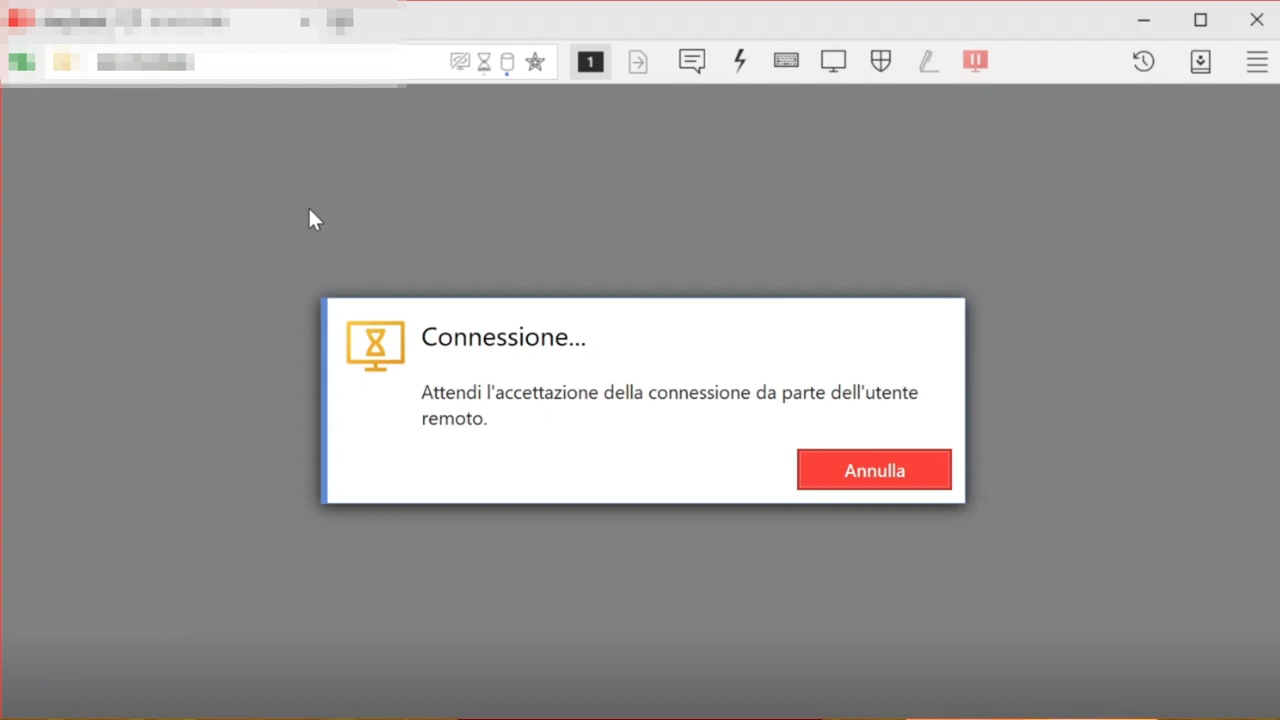 1
Connessione...
Attendi l'accettazione della connessione da parte dell'utente
remoto.
Annulla